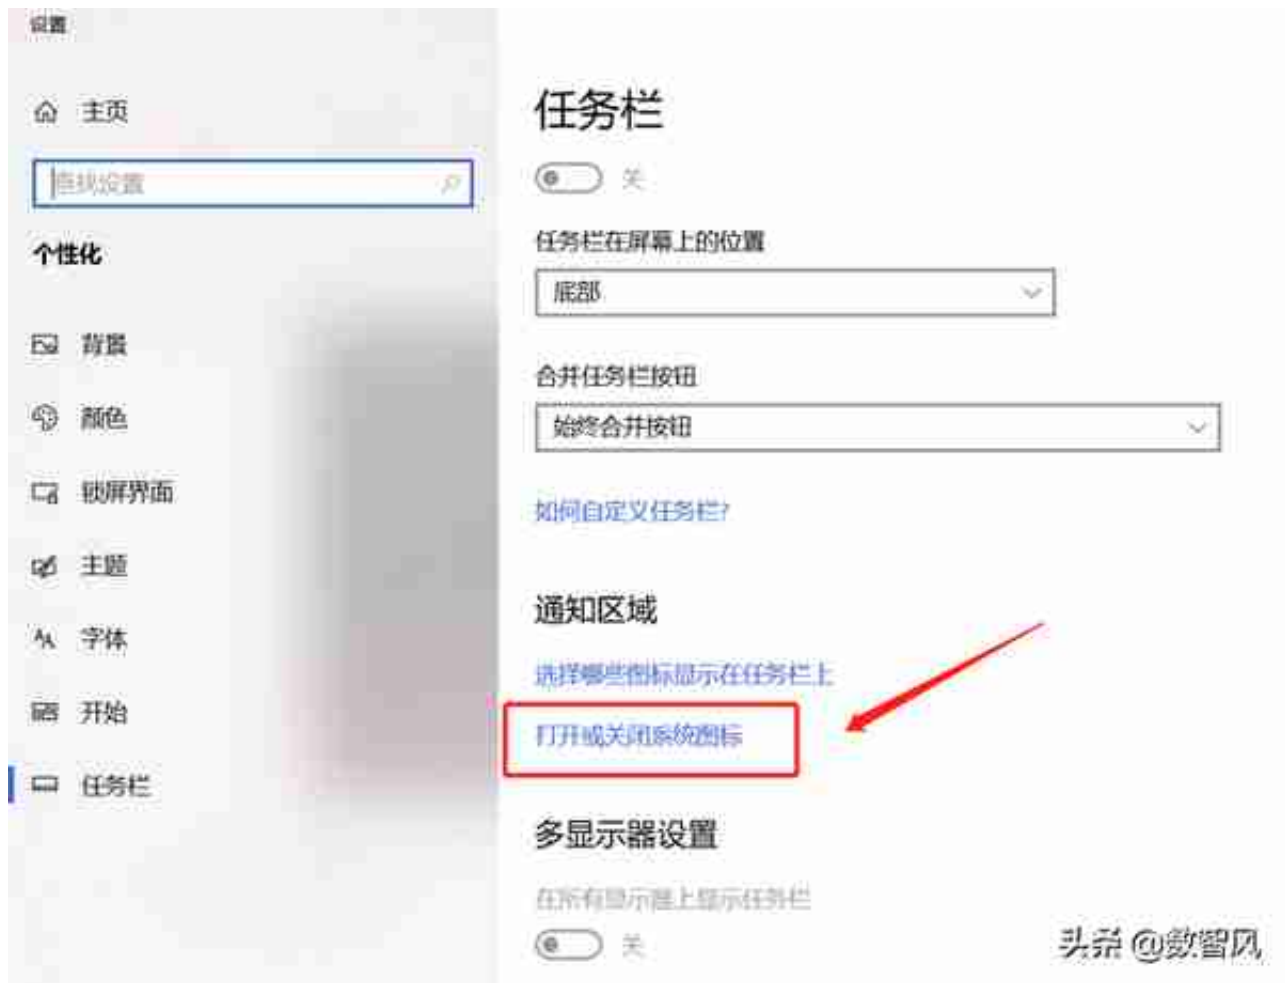 设置
主页
查找设置
个性化
背景
颜色
锁屏界面
主题
字体
开始
任务栏
任务栏
关
任务栏在屏幕上的位置
底部
合并任务栏按钮
始终合并按钮
如何自定义任务栏?
通知区域
选择哪些图标显示在任务栏上
打开或关闭系统图标
多显示器设置
在所有显示器上显示任务栏
关
头条 @数智风